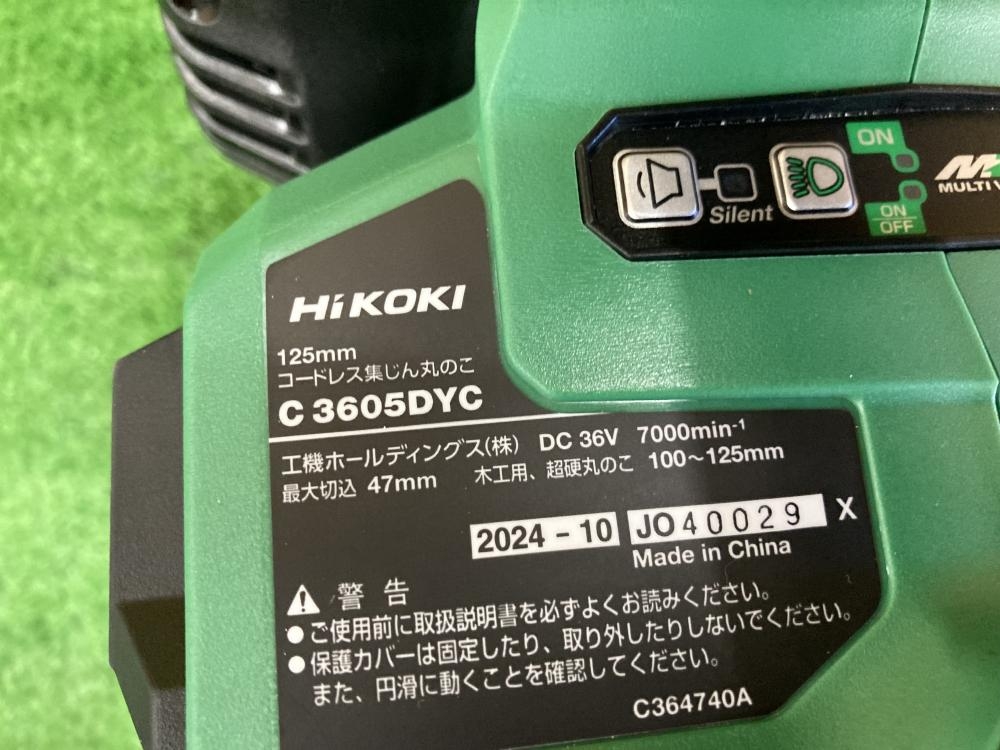 ON
Silent
ON
OFF
HiKOKI
125mm
コードレス集じん丸のこ
C 3605DYC
工機ホールディングス(株) DC 36V 7000min⁻¹
最大切込 47mm 木工用、超硬丸のこ 100～125mm
2024 - 10 JO40029 X
Made in China
警告
●ご使用前に取扱説明書を必ずよくお読みください。
●保護カバーは固定したり、取り外したりしないでください。
また、円滑に動くことを確認してください。
C364740A